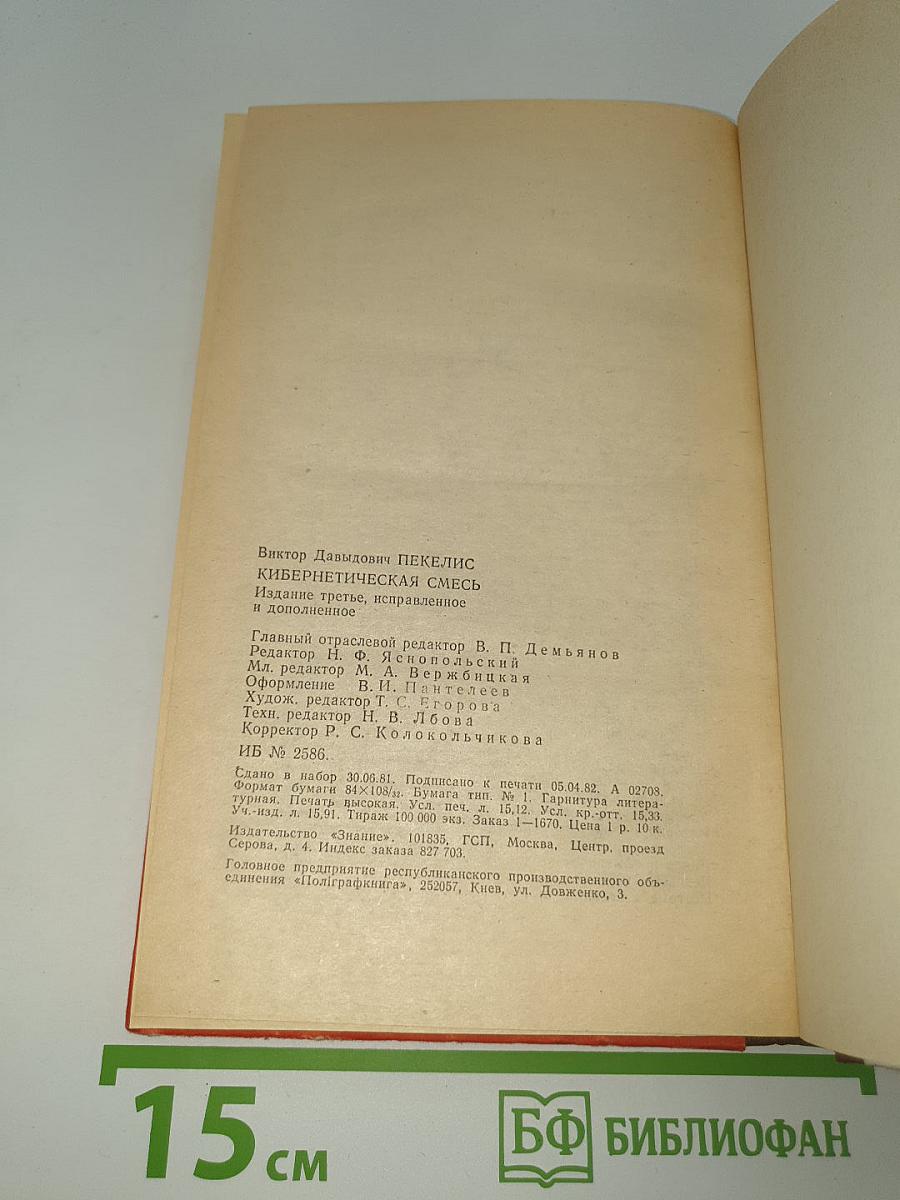 Виктор Давыдович ПЕКЕЛИС
КИБЕРНЕТИЧЕСКАЯ СМЕСЬ
Издание третье, исправленное
и дополненное
Главный отраслевой редактор В. П. Демьянов
Редактор Н. Ф. Яснопольский
Мл. редактор М. А. Вержбицкая
Оформление В. И. Пантелеев
Худож. редактор Т. С. Егорова
Техн. редактор Н. В. Лбова
Корректор Р. С. Колокольчикова
ИБ № 2586.
Сдано в набор 30.06.81. Подписано к печати 05.04.82. А 02708.
Формат бумаги 84×108/32. Бумага тип. № 1. Гарнитура литера-
турная. Печать высокая. Усл. печ. л. 15,12. Усл. кр.-отт. 15,33.
Уч.-изд. л. 15,91. Тираж 100 000 экз. Заказ 1—1670. Цена 1 р. 10 к.
Издательство «Знание». 101835, ГСП, Москва, Центр, проезд
Серова, д. 4. Индекс заказа 827 703.
Головное предприятие республиканского производственного объ-
единения «Поліграфкнига», 252057, Киев, ул. Довженко, 3.
15 см
БФ БИБЛИОФАН